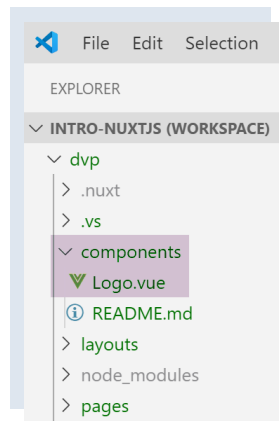 File Edit Selection
EXPLORER
INTRO-NUXTJS (WORKSPACE)
dvp
.nuxt
.vs
components
Logo.vue
README.md
layouts
node_modules
pages